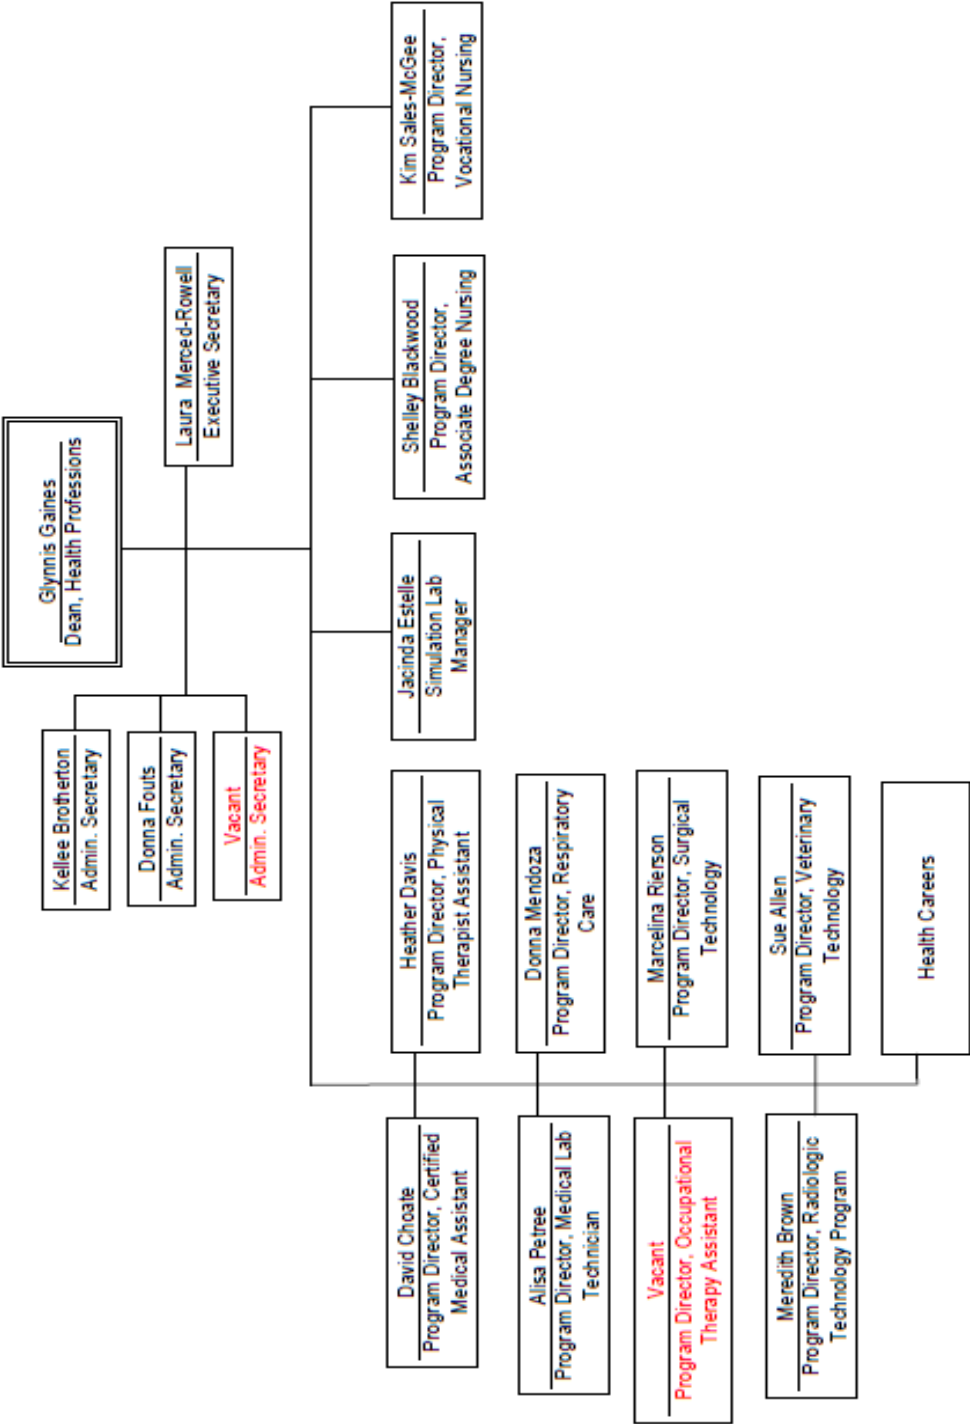 Glynnis Gaines
Dean, Health Professions
Kellee Brotherton
Admin. Secretary
Donna Fouts
Admin. Secretary
Vacant
Admin. Secretary
Laura Merced-Rowell
Executive Secretary
David Choate
Program Director, Certified
Medical Assistant
Heather Davis
Program Director, Physical
Therapist Assistant
Jacinda Estelle
Simulation Lab
Manager
Shelley Blackwood
Program Director,
Associate Degree Nursing
Kim Sales-McGee
Program Director,
Vocational Nursing
Alisa Petree
Program Director, Medical Lab
Technician
Donna Mendoza
Program Director, Respiratory
Care
Vacant
Program Director, Occupational
Therapy Assistant
Marcelina Rierson
Program Director, Surgical
Technology
Meredith Brown
Program Director, Radiologic
Technology Program
Sue Allen
Program Director, Veterinary
Technology
Health Careers